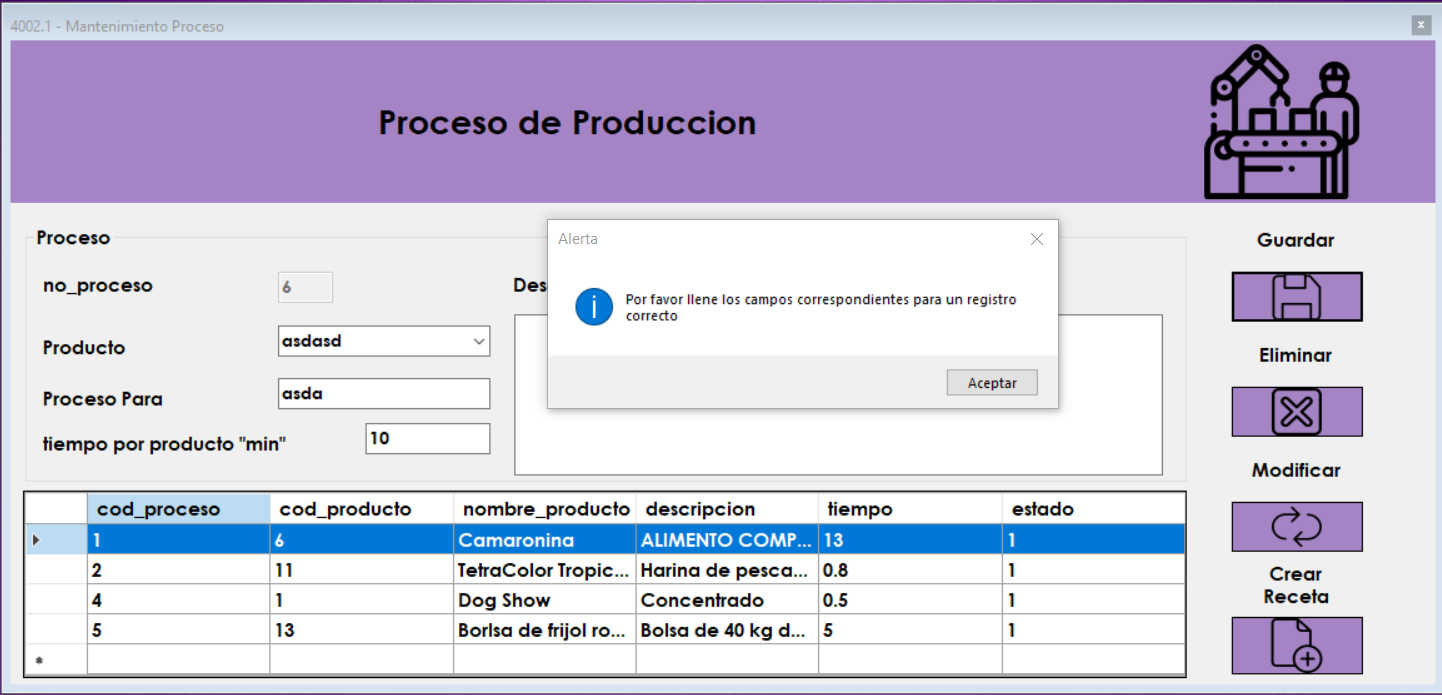 4002.1 - Mantenimiento Proceso
x
Proceso de Produccion
Proceso
no_proceso
6
Des
Producto
asdasd
Proceso Para
asda
tiempo por producto "min"
10
Alerta
i
Por favor llene los campos correspondientes para un registro
correcto
Aceptar
Guardar
Eliminar
Modificar
Crear
Receta
cod_proceso cod_producto nombre_producto descripcion tiempo estado
1 6 Camaronina ALIMENTO COMP... 13 1
2 11 TetraColor Tropic... Harina de pesca... 0.8 1
4 1 Dog Show Concentrado 0.5 1
5 13 Borlsa de frijol ro... Bolsa de 40 kg d... 5 1
*